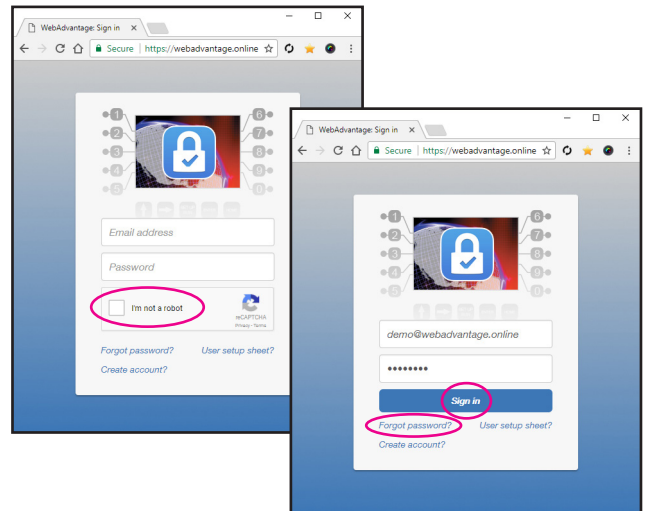 WebAdvantage: Sign in
Secure | https://webadvantage.online
1 6
2 7
3 8
4 9
5 0
Email address
Password
I'm not a robot
reCAPTCHA
Privacy - Terms
Forgot password? User setup sheet?
Create account?
WebAdvantage: Sign in
Secure | https://webadvantage.online
1 6
2 7
3 8
4 9
5 0
demo@webadvantage.online
Sign in
Forgot password? User setup sheet?
Create account?